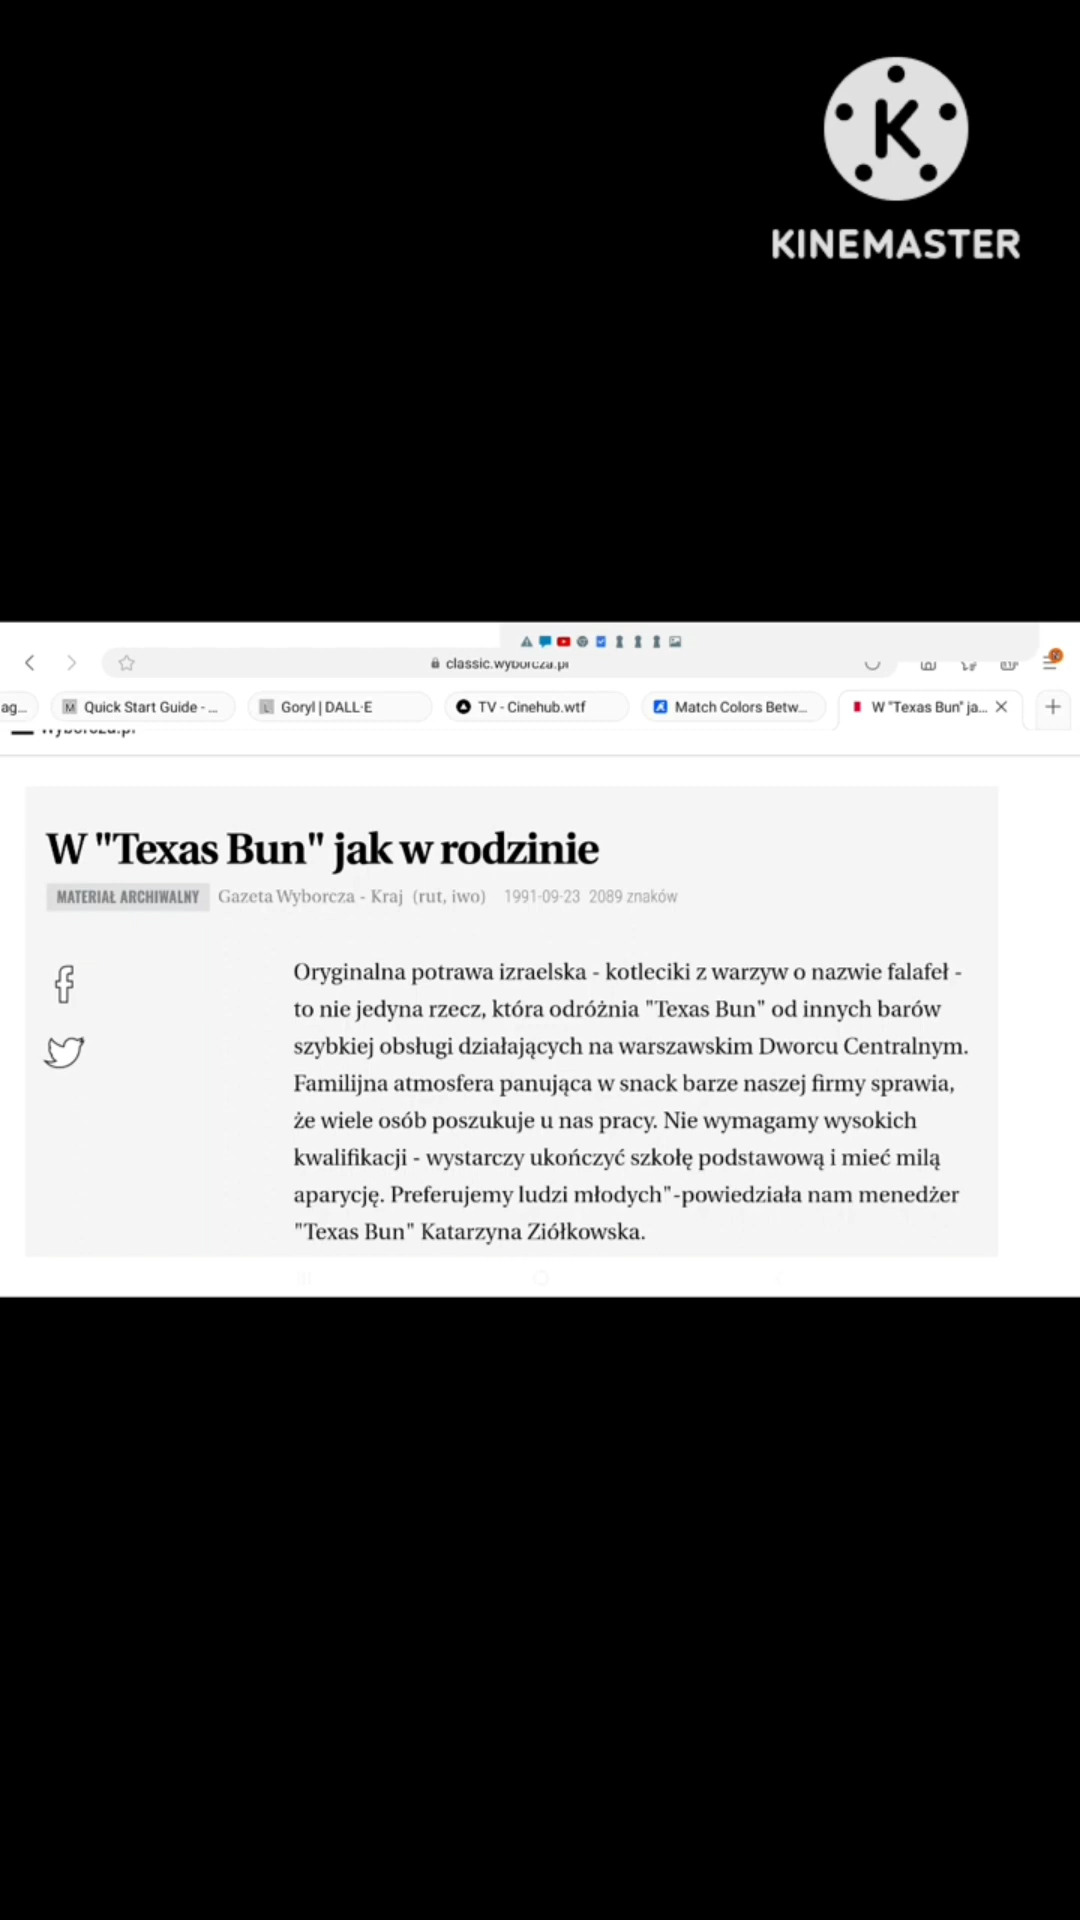 K
KINEMASTER
classic.wyborcza.pl
ag...
M Quick Start Guide - ...
L Goryl | DALL·E
TV - Cinehub.wtf
Match Colors Betw...
W "Texas Bun" ja...
wyborcza.pl
W "Texas Bun" jak w rodzinie
MATERIAŁ ARCHIWALNY Gazeta Wyborcza - Kraj (rut, iwo) 1991-09-23 2089 znaków
Oryginalna potrawa izraelska - kotleciki z warzyw o nazwie falafeł -
to nie jedyna rzecz, która odróżnia "Texas Bun" od innych barów
szybkiej obsługi działających na warszawskim Dworcu Centralnym.
Familijna atmosfera panująca w snack barze naszej firmy sprawia,
że wiele osób poszukuje u nas pracy. Nie wymagamy wysokich
kwalifikacji - wystarczy ukończyć szkołę podstawową i mieć miłą
aparycję. Preferujemy ludzi młodych"-powiedziała nam menedżer
"Texas Bun" Katarzyna Ziółkowska.